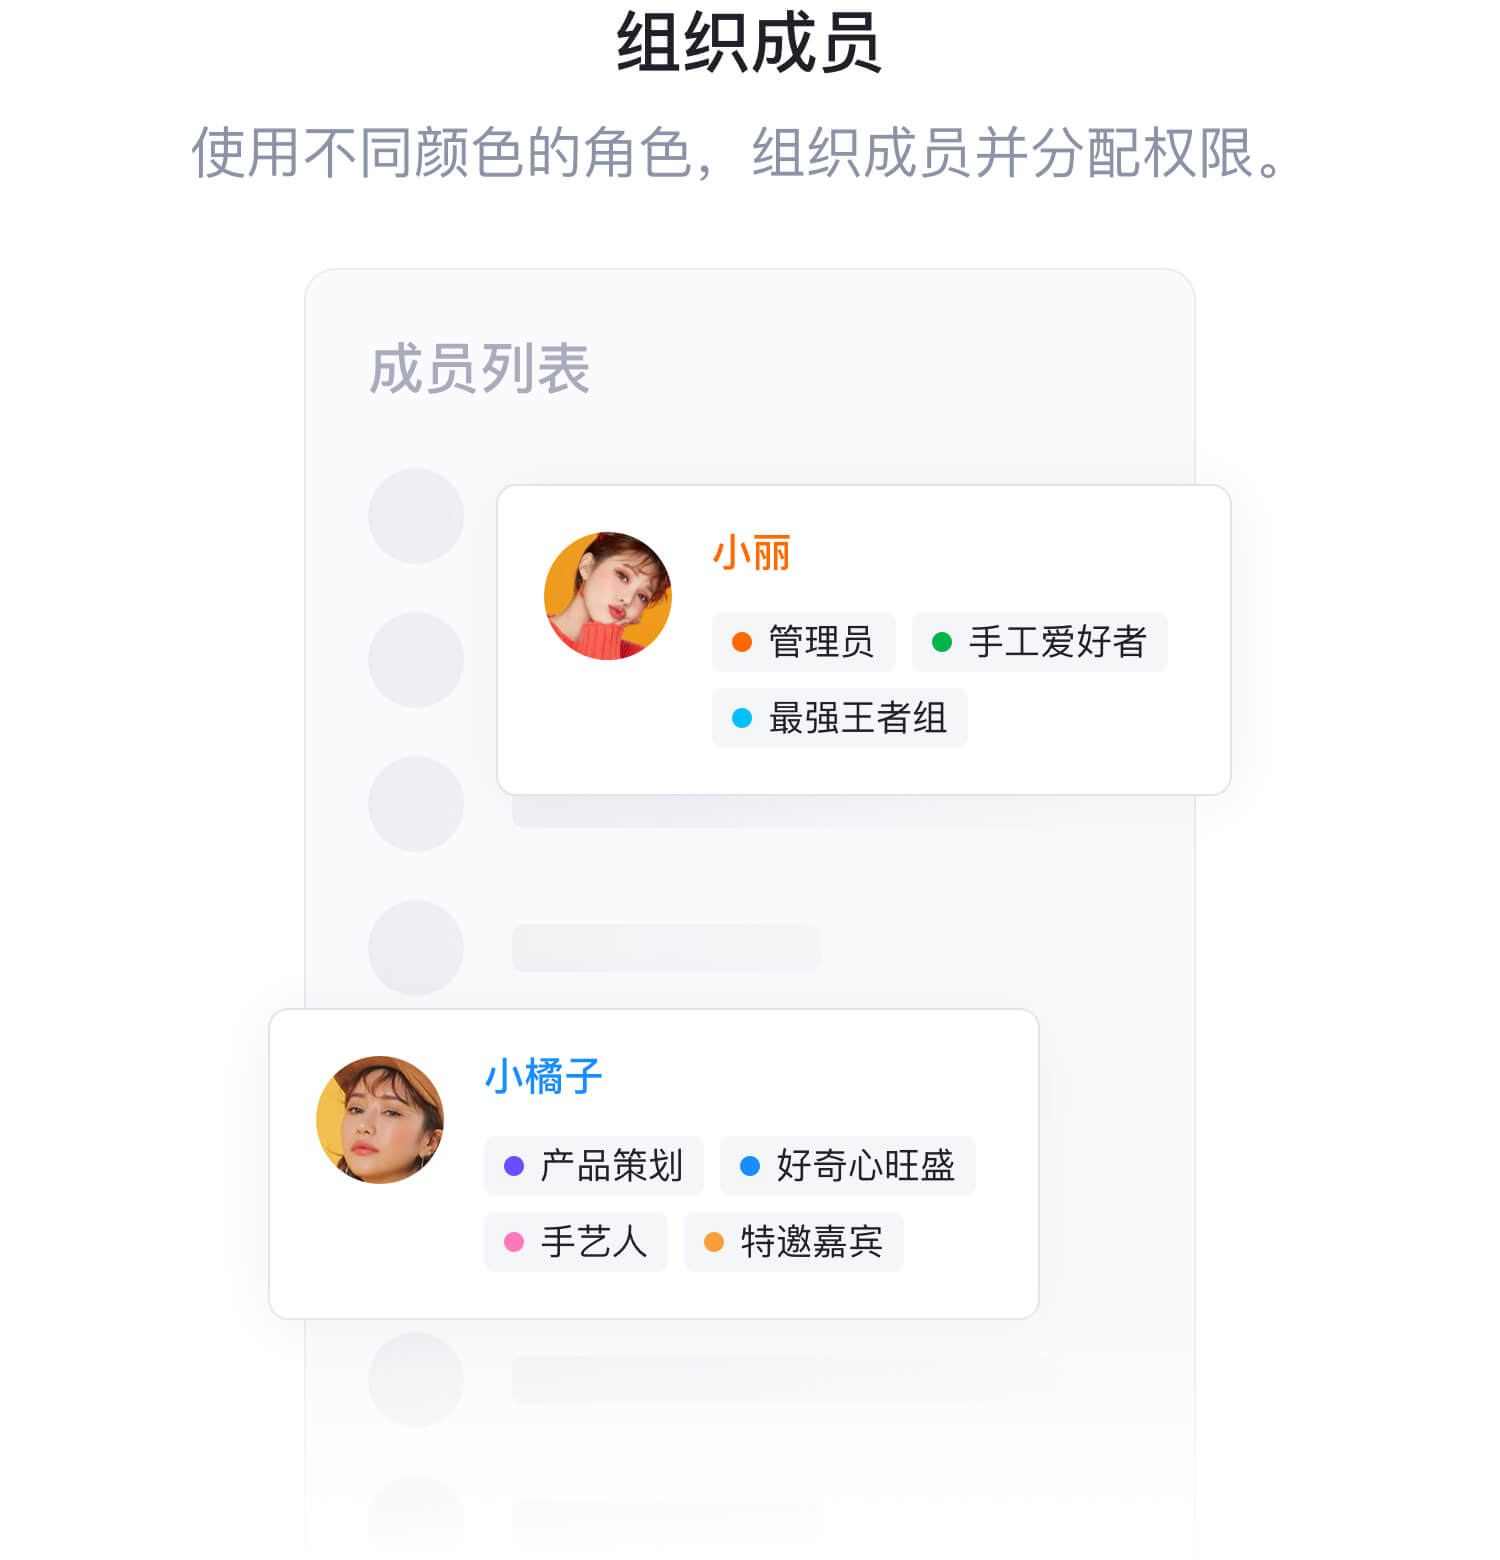 组织成员
使用不同颜色的角色，组织成员并分配权限。
成员列表
小丽
管理员 手工爱好者
最强王者组
小橘子
产品策划 好奇心旺盛
手艺人 特邀嘉宾